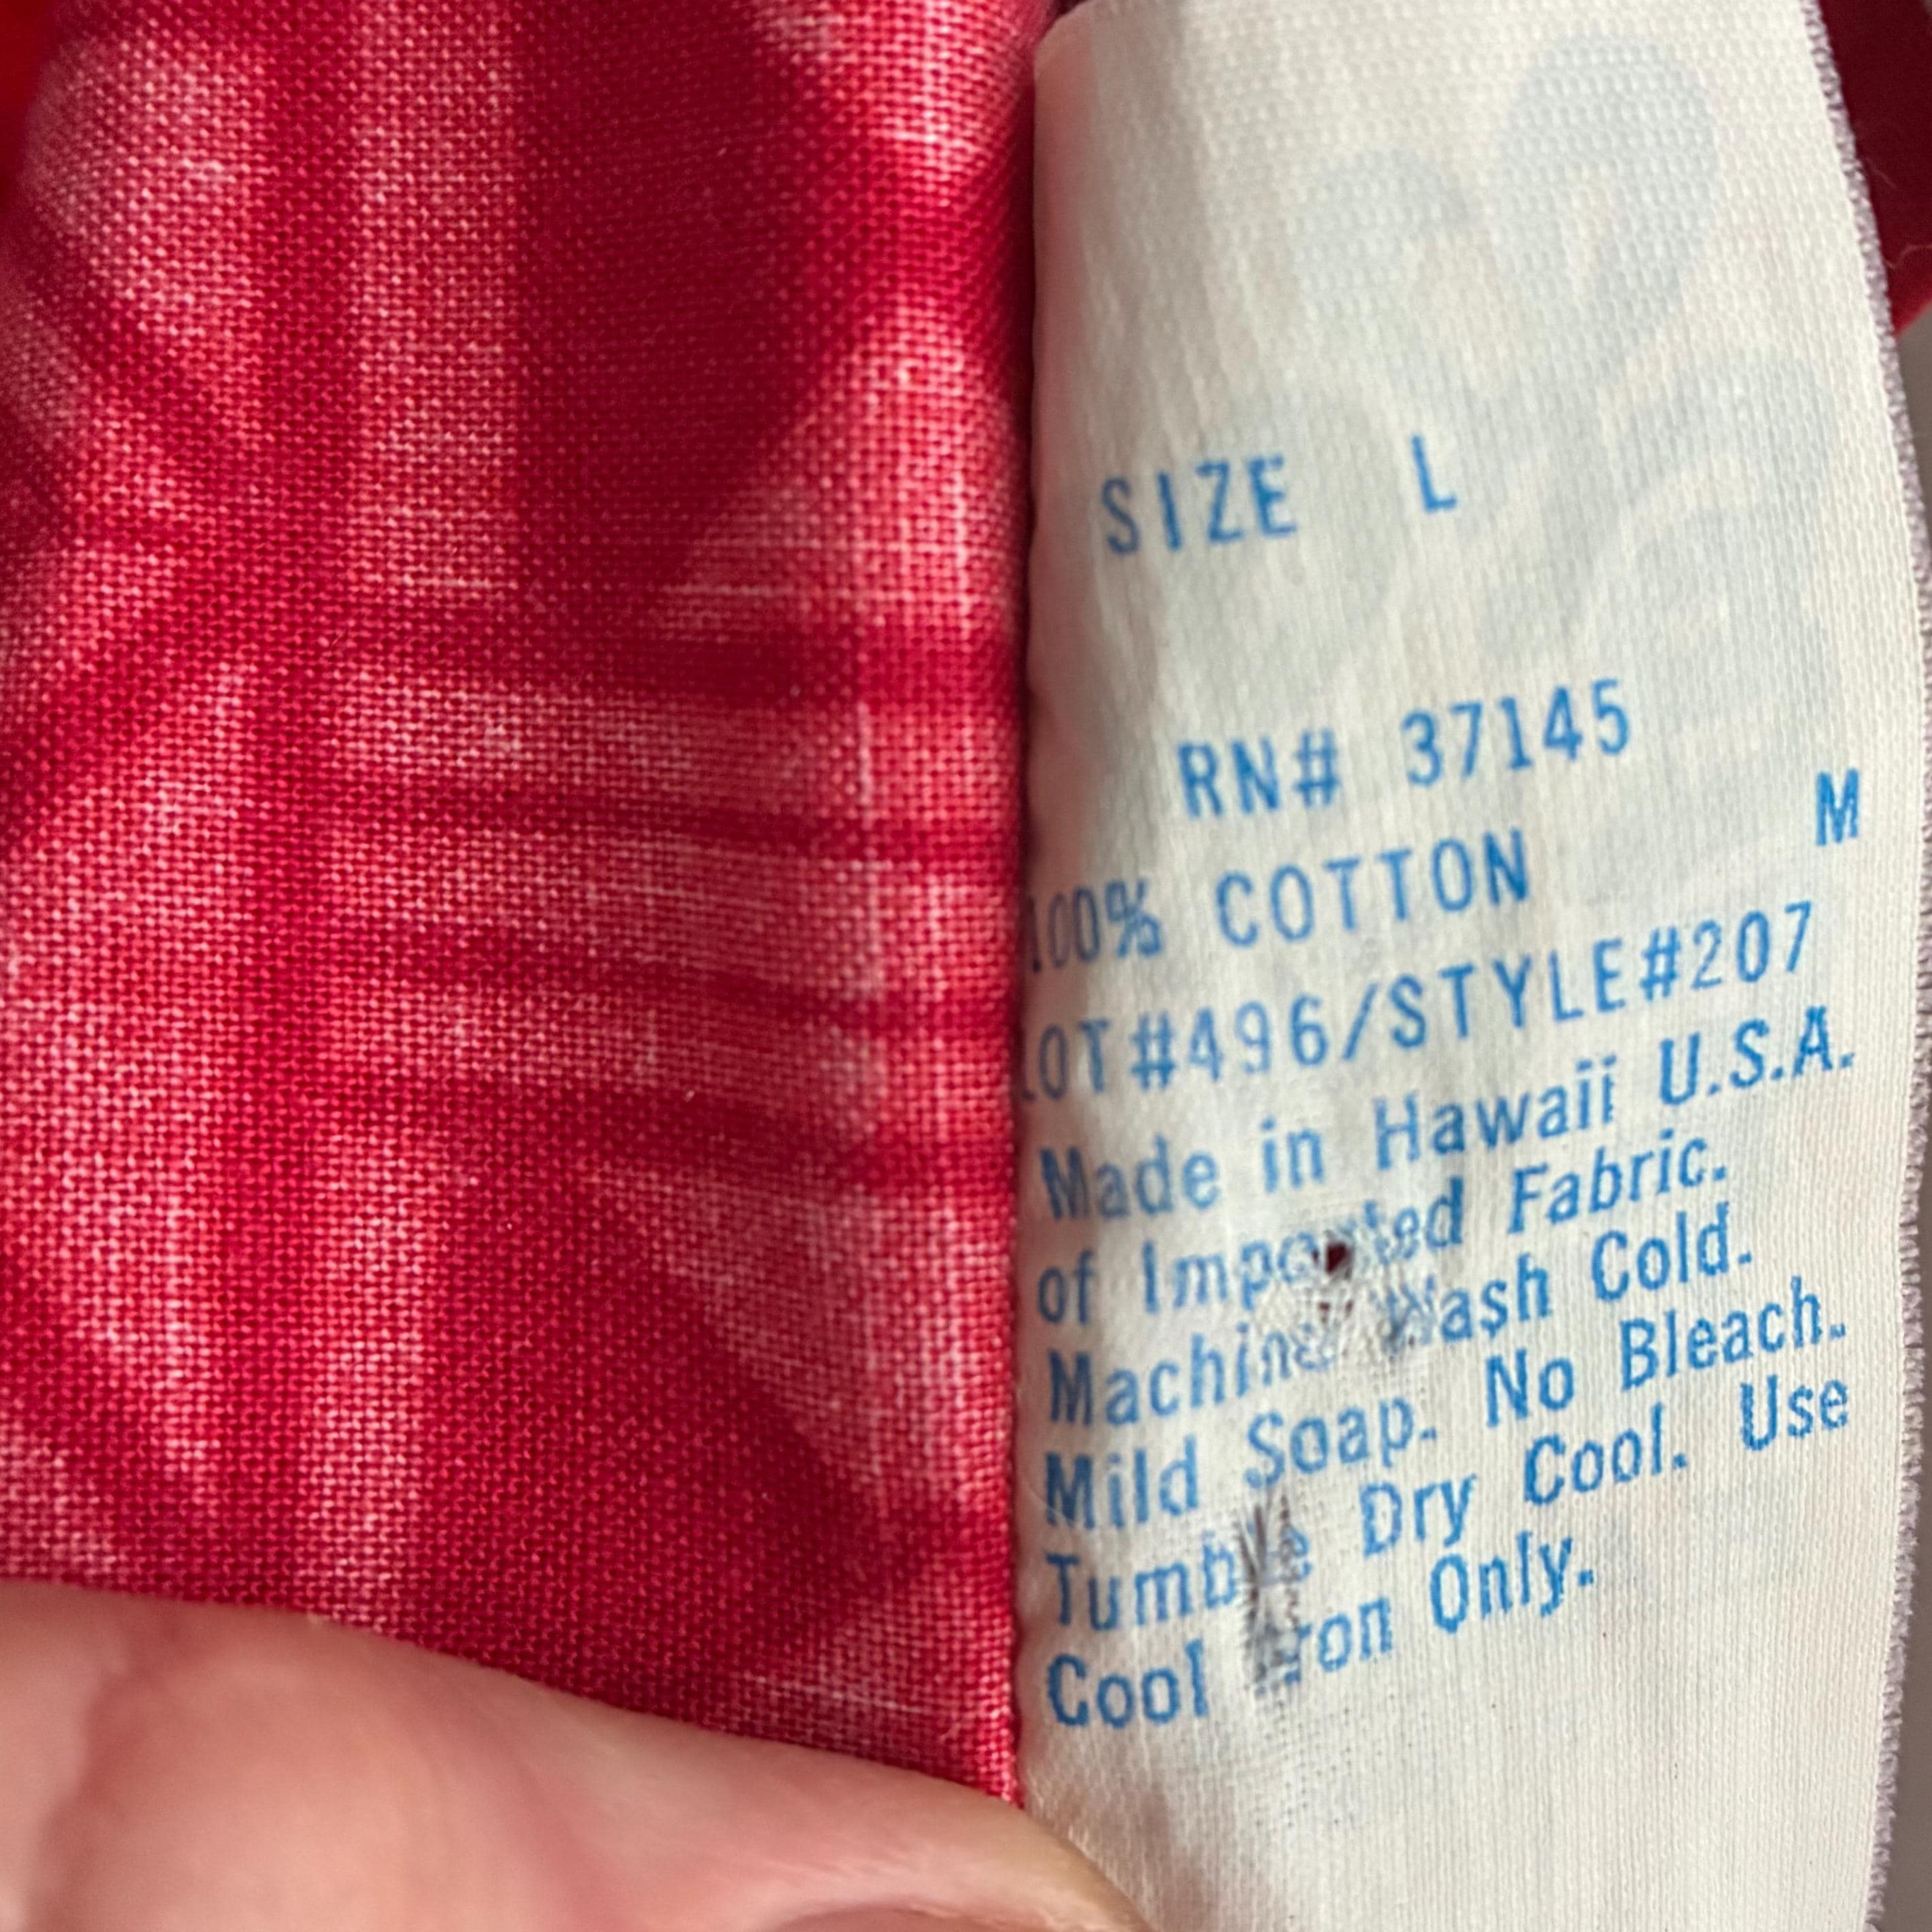 SIZE L
RN# 37145
M
100% COTTON
LOT#496/STYLE#207
Made in Hawaii U.S.A.
of Imported Fabric.
Machine Wash Cold.
Mild Soap. No Bleach.
Tumble Dry Cool. Use
Cool Iron Only.